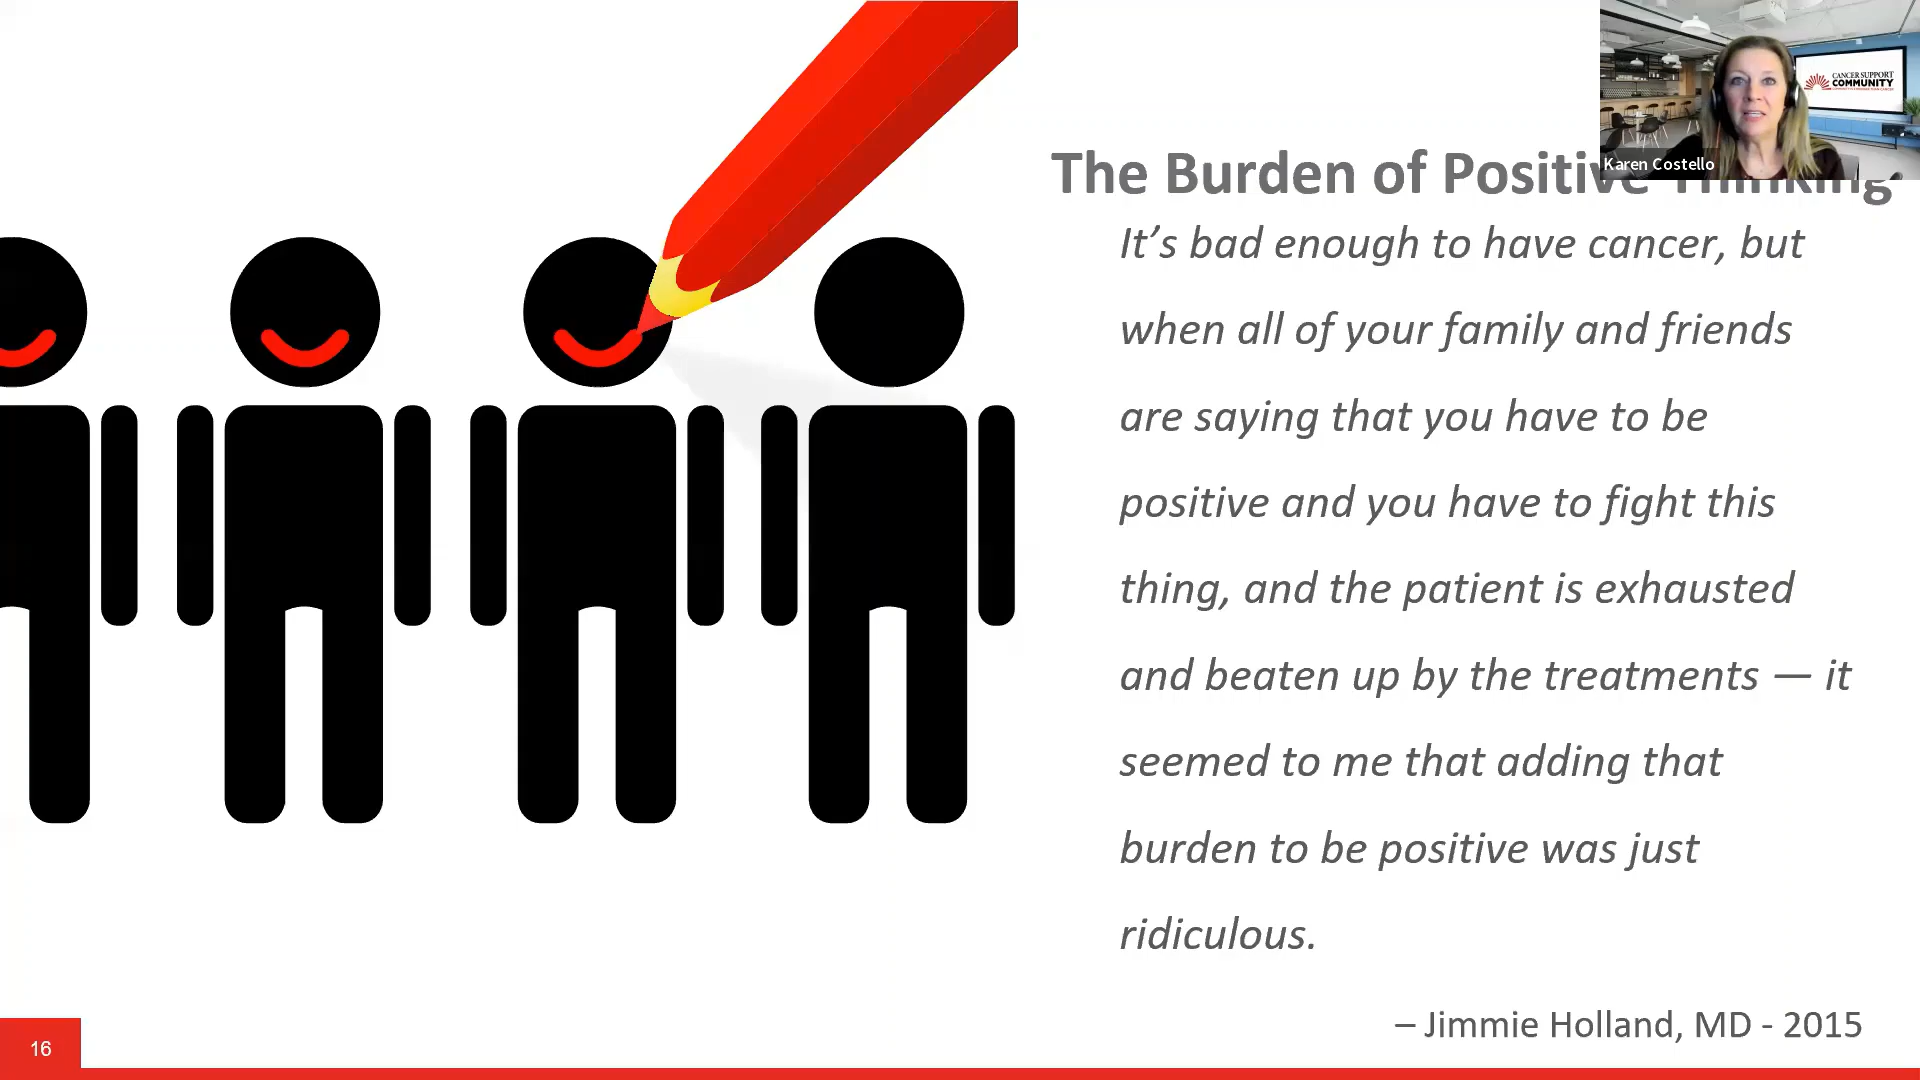 CANCER SUPPORT
COMMUNITY
Karen Costello
The Burden of Positive Thinking
It’s bad enough to have cancer, but
when all of your family and friends
are saying that you have to be
positive and you have to fight this
thing, and the patient is exhausted
and beaten up by the treatments — it
seemed to me that adding that
burden to be positive was just
ridiculous.
– Jimmie Holland, MD - 2015
16